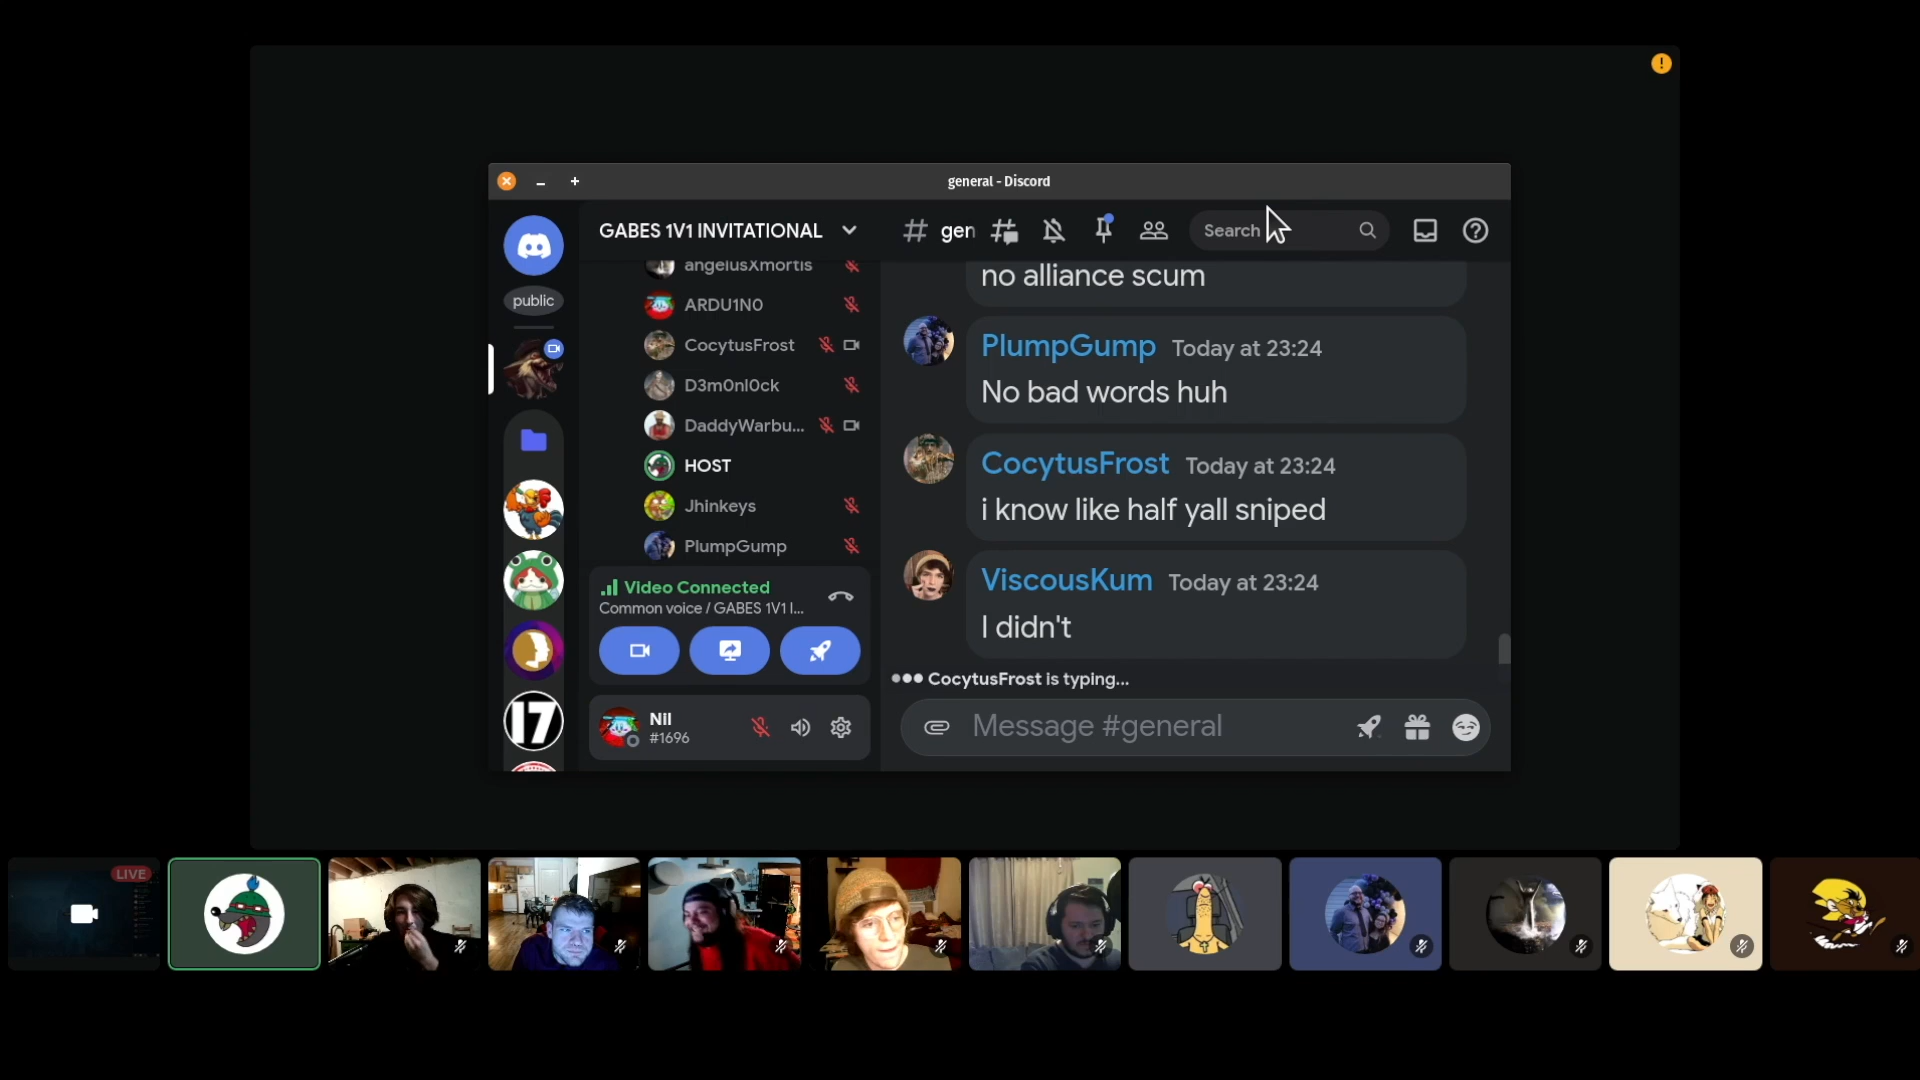 general - Discord
GABES 1V1 INVITATIONAL
gen
Search
public
angelusXmortis
ARDU1N0
CocytusFrost
D3m0nl0ck
DaddyWarbu...
HOST
Jhinkeys
PlumpGump
Video Connected
Common voice / GABES 1V1 I...
Nil
#1696
17
no alliance scum
PlumpGump Today at 23:24
No bad words huh
CocytusFrost Today at 23:24
i know like half yall sniped
ViscousKum Today at 23:24
I didn't
CocytusFrost is typing...
Message #general
LIVE